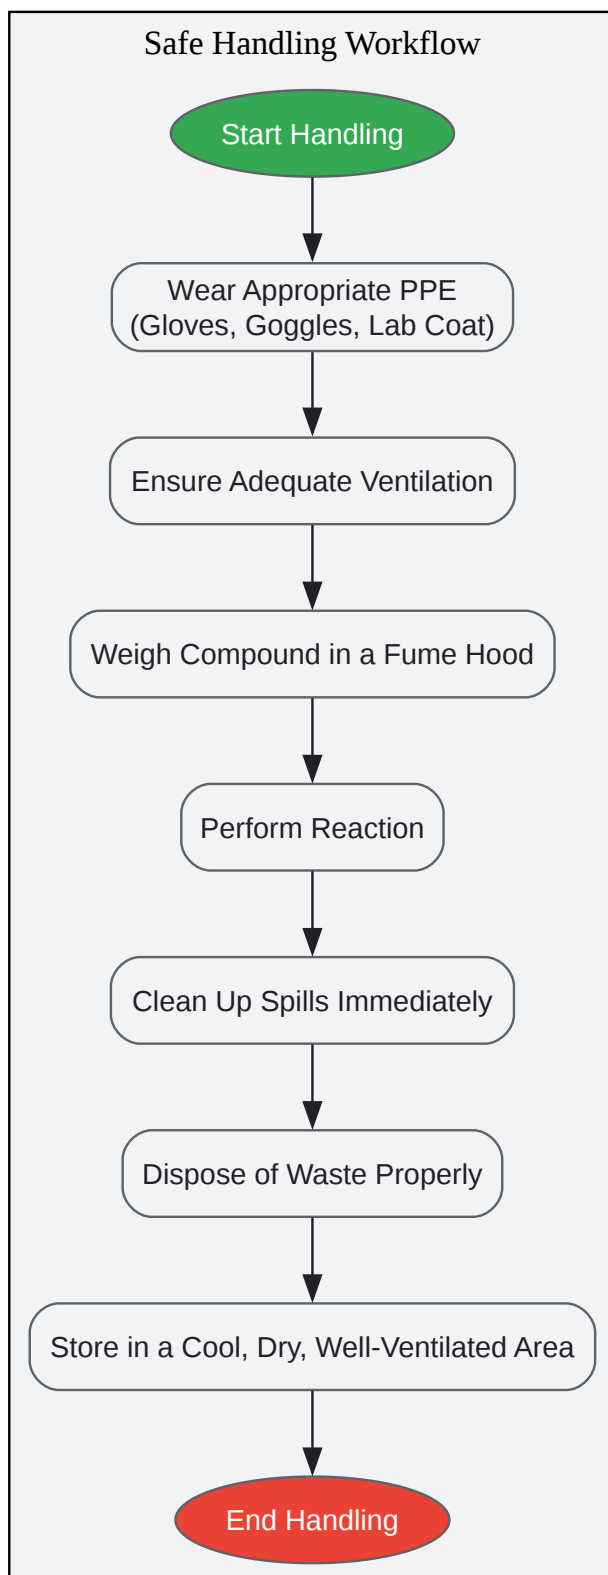 Safe Handling Workflow
Start Handling
Wear Appropriate PPE
(Gloves, Goggles, Lab Coat)
Ensure Adequate Ventilation
Weigh Compound in a Fume Hood
Perform Reaction
Clean Up Spills Immediately
Dispose of Waste Properly
Store in a Cool, Dry, Well-Ventilated Area
End Handling